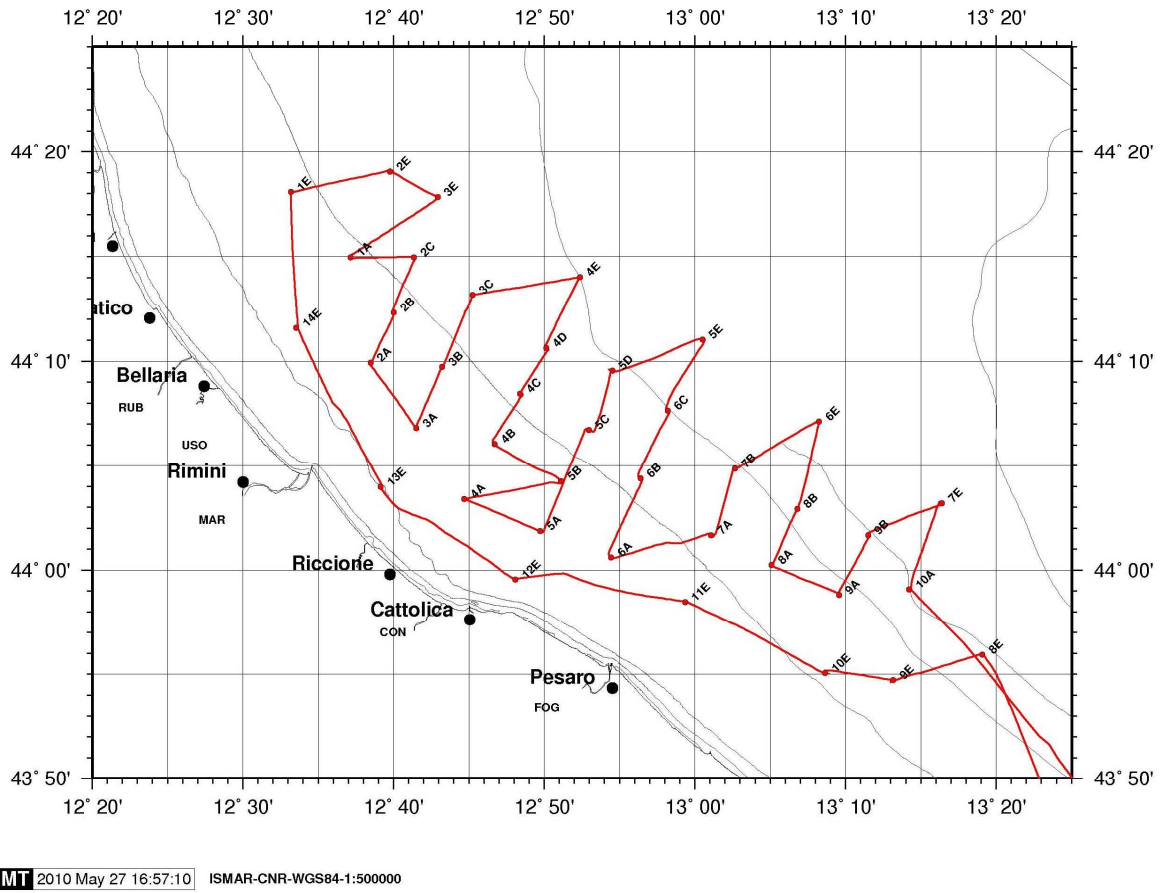 12˚ 20' 12˚ 30' 12˚ 40' 12˚ 50' 13˚ 00' 13˚ 10' 13˚ 20'
44˚ 20' 44˚ 20'
2E
1E 3E
1A 2C
4E
3C
2B
atico 14E 4D 5E
44˚ 10' 44˚ 10'
2A 3B 5D
Bellaria 4C
RUB 3A 6C 6E
4B 5C
USO
Rimini 13E 5B 6B 7B
4A 8B 7E
MAR 5A 7A 9B
6A
44˚ 00' 44˚ 00'
Riccione 12E 8A 10A
11E 9A
Cattolica
CON
10E 9E 8E
Pesaro
FOG
43˚ 50' 43˚ 50'
12˚ 20' 12˚ 30' 12˚ 40' 12˚ 50' 13˚ 00' 13˚ 10' 13˚ 20'
MT 2010 May 27 16:57:10 ISMAR-CNR-WGS84-1:500000